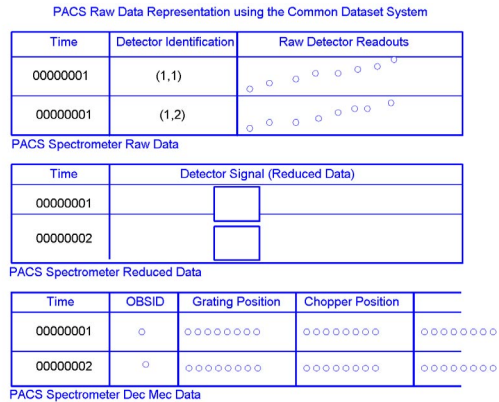 PACS Raw Data Representation using the Common Dataset System
Time Detector Identification Raw Detector Readouts
00000001 (1,1)
00000001 (1,2)
PACS Spectrometer Raw Data
Time Detector Signal (Reduced Data)
00000001
00000002
PACS Spectrometer Reduced Data
Time OBSID Grating Position Chopper Position
00000001
00000002
PACS Spectrometer Dec Mec Data